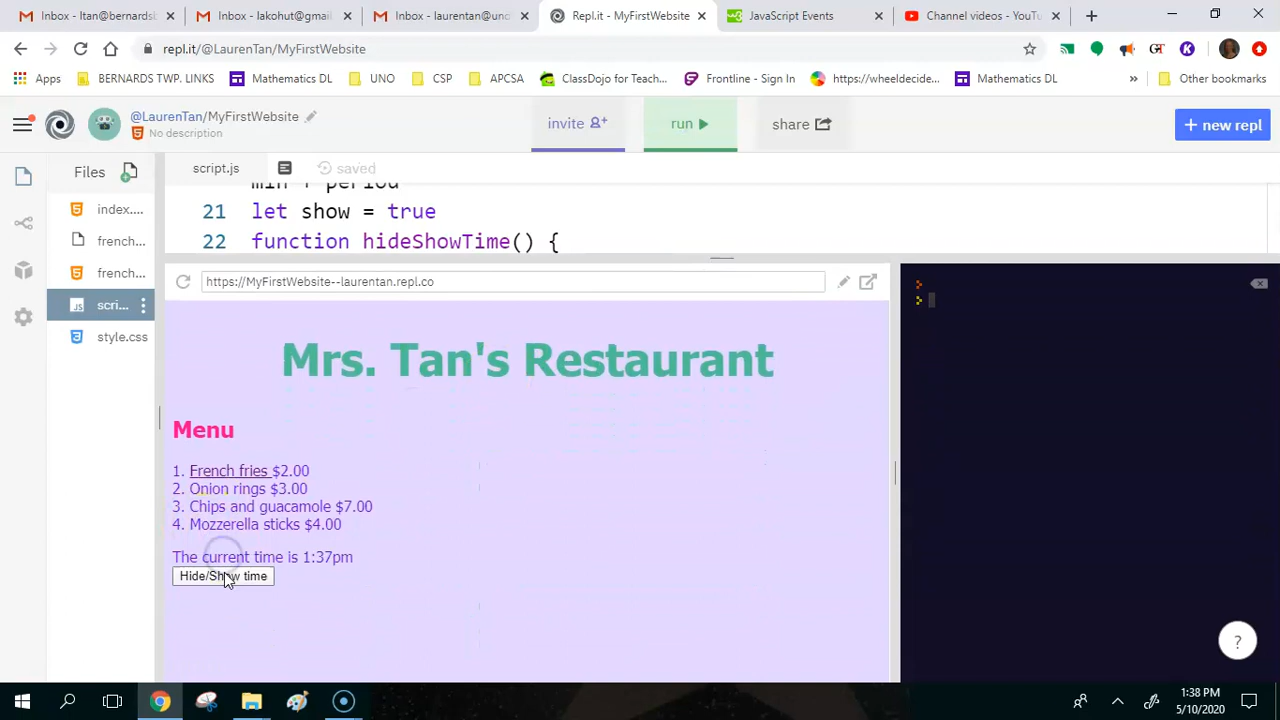 Inbox - ltan@bernardsb
Inbox - lakohut@gmail
Inbox - laurentan@uno
Repl.it - MyFirstWebsite
JavaScript Events
Channel videos - YouTu
repl.it/@LaurenTan/MyFirstWebsite
Apps
BERNARDS TWP. LINKS
Mathematics DL
UNO
CSP
APCSA
ClassDojo for Teach...
Frontline - Sign In
https://wheeldecide...
Mathematics DL
»
Other bookmarks
@LaurenTan/MyFirstWebsite
No description
invite
run
share
+ new repl
Files
script.js
saved
min + period
index....
21 let show = true
french...
22 function hideShowTime() {
french...
https://MyFirstWebsite--laurentan.repl.co
scri...
style.css
Mrs. Tan's Restaurant
Menu
1. French fries $2.00
2. Onion rings $3.00
3. Chips and guacamole $7.00
4. Mozzerella sticks $4.00
The current time is 1:37pm
Hide/Show time
?
1:38 PM
5/10/2020